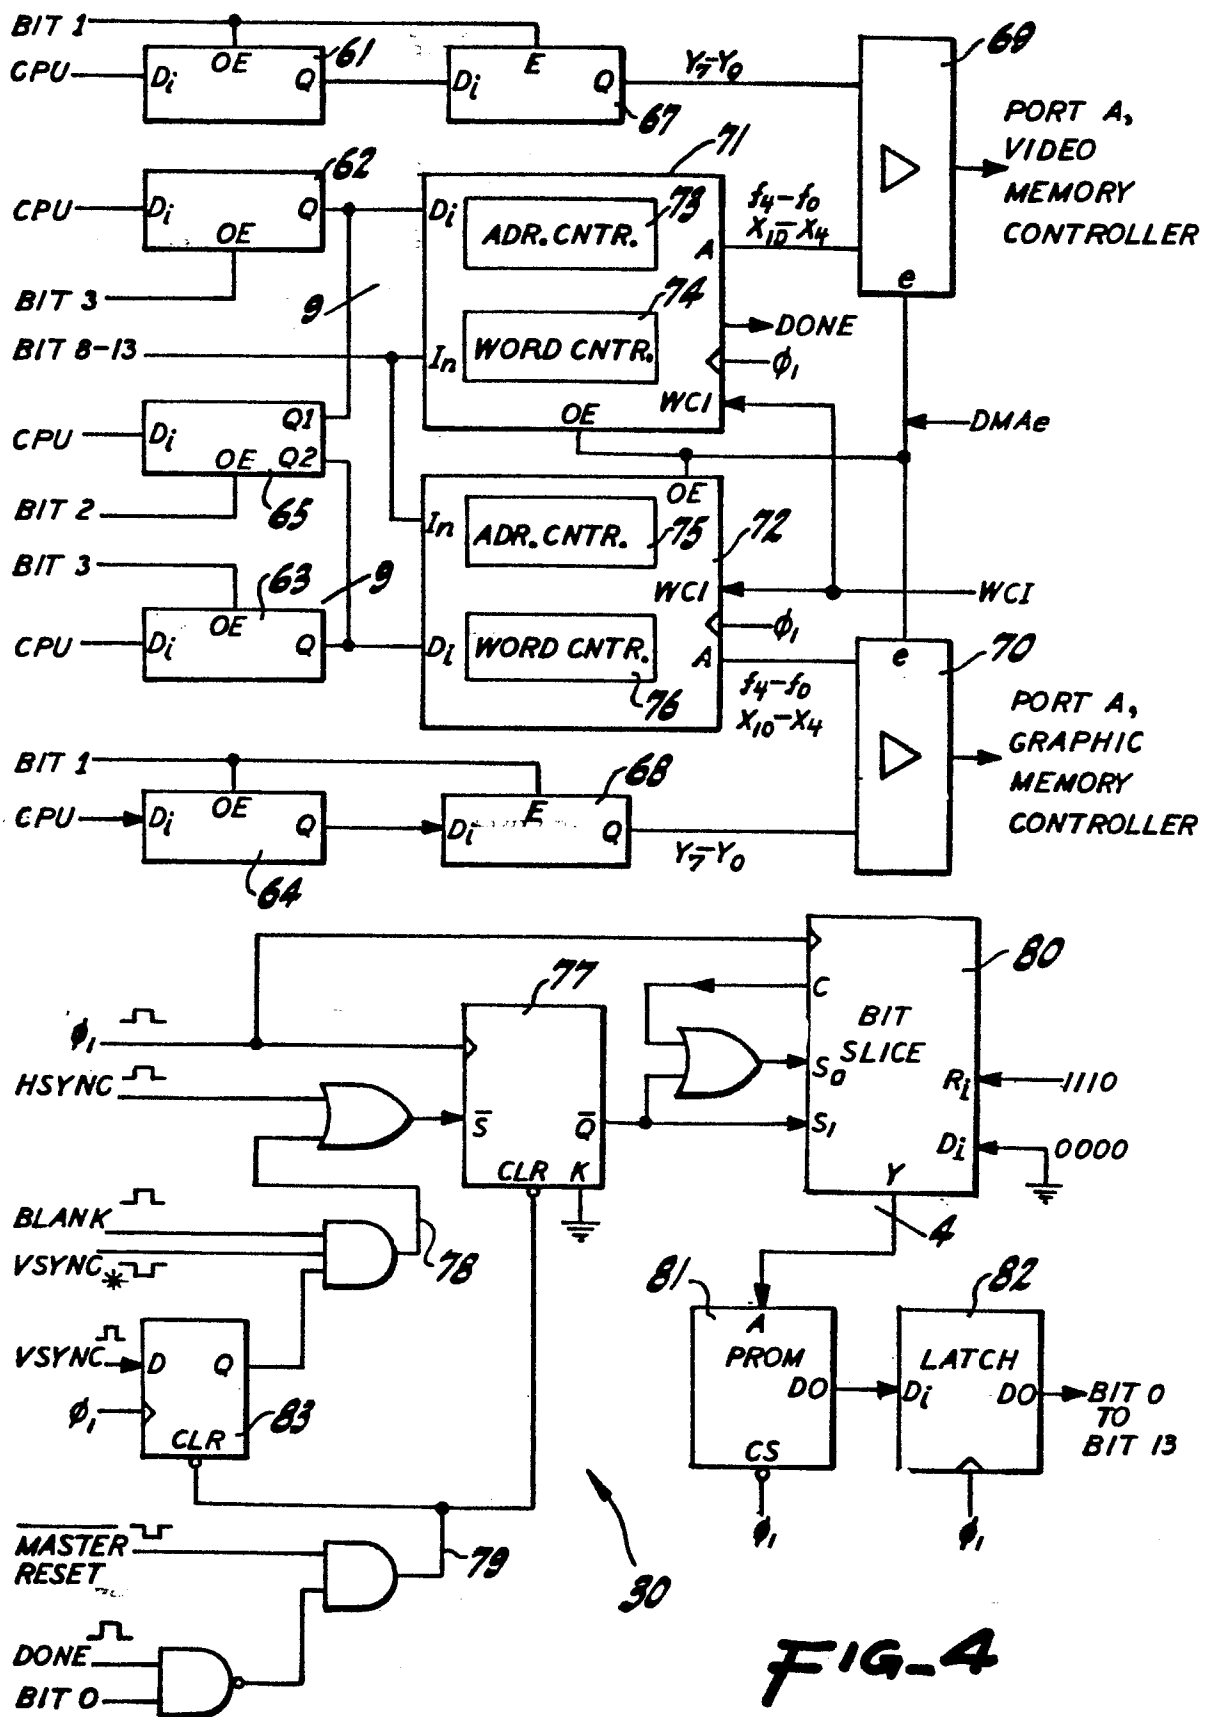 BIT 1
CPU
Di
OE
Q
61
Di
E
Q
67
Y7-Y0
69
PORT A,
VIDEO
MEMORY
CONTROLLER
e
CPU
Di
OE
Q
62
BIT 3
9
BIT 8-13
71
Di
ADR. CNTR.
73
A
f4-f0
X10-X4
74
WORD CNTR.
In
DONE
ϕ1
WCI
OE
CPU
Di
Q1
OE
Q2
65
BIT 2
DMAe
OE
In
ADR. CNTR.
75
72
WCI
WCI
ϕ1
BIT 3
63
9
CPU
Di
OE
Q
Di
WORD CNTR.
76
A
f4-f0
X10-X4
e
70
PORT A,
GRAPHIC
MEMORY
CONTROLLER
BIT 1
CPU
Di
OE
Q
64
Di
E
Q
68
Y7-Y0
ϕ1
HSYNC
77
S̅
Q̅
CLR
K
80
C
BIT
SLICE
S0
S1
Ri
1110
Di
0000
Y
4
BLANK
VSYNC*
78
VSYNC
D
Q
ϕ1
CLR
83
81
A
PROM
DO
CS
ϕ1
82
LATCH
Di
DO
ϕ1
BIT 0
TO
BIT 13
MASTER
RESET
79
30
DONE
BIT 0
FIG-4